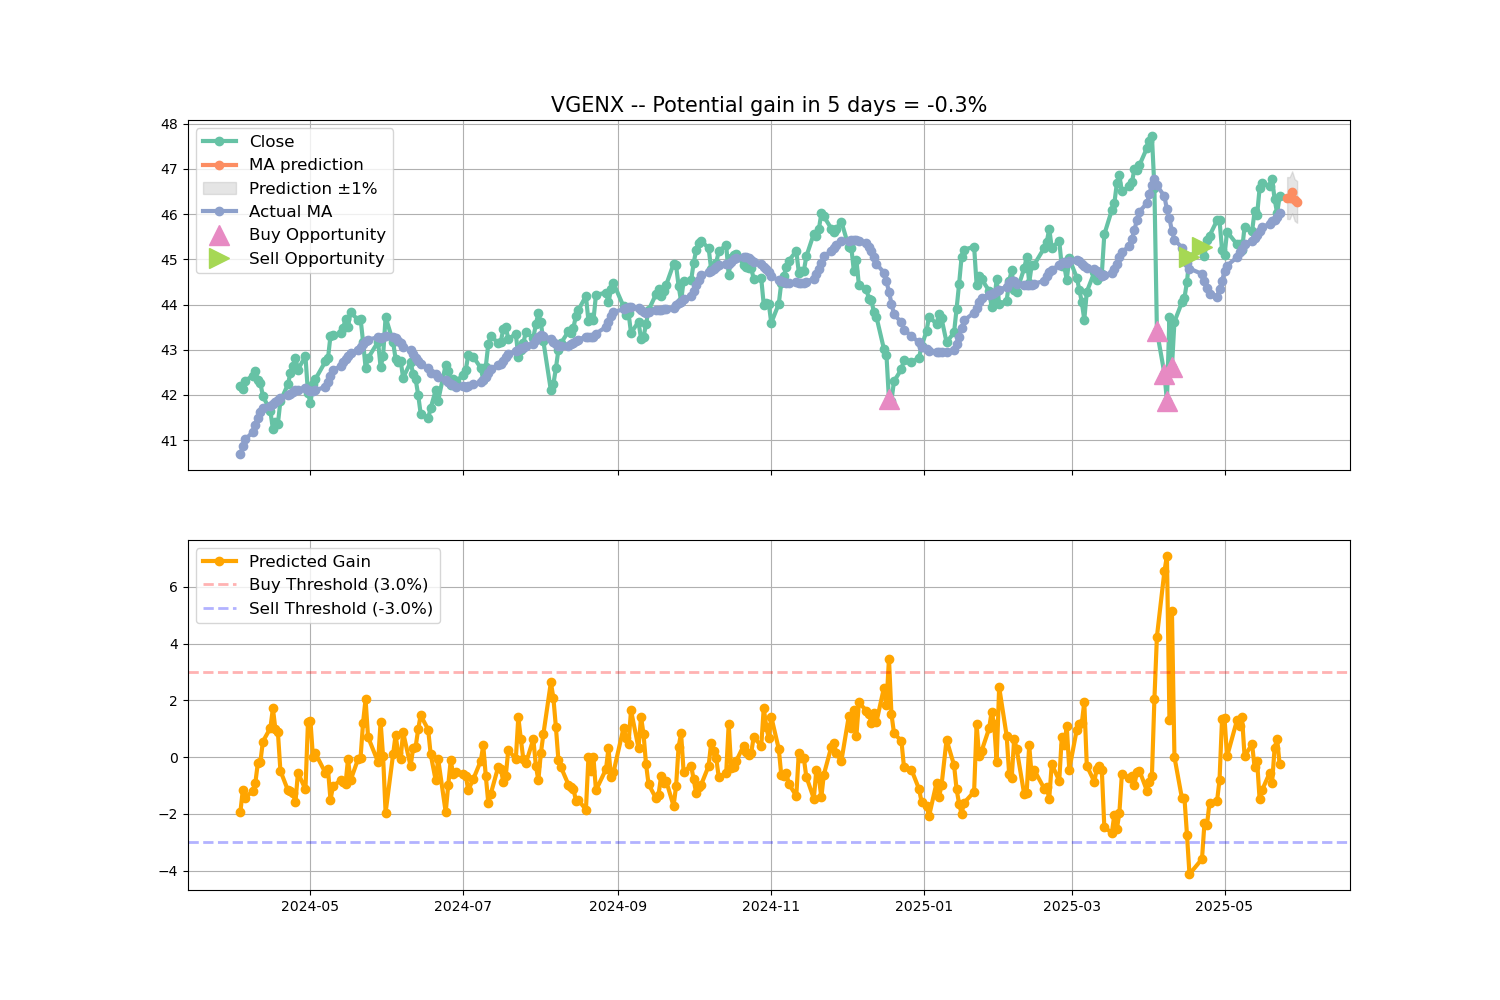 VGENX -- Potential gain in 5 days = -0.3%
48
47
46
45
44
43
42
41
Close
MA prediction
Prediction ±1%
Actual MA
Buy Opportunity
Sell Opportunity
6
4
2
0
−2
−4
Predicted Gain
Buy Threshold (3.0%)
Sell Threshold (-3.0%)
2024-05
2024-07
2024-09
2024-11
2025-01
2025-03
2025-05